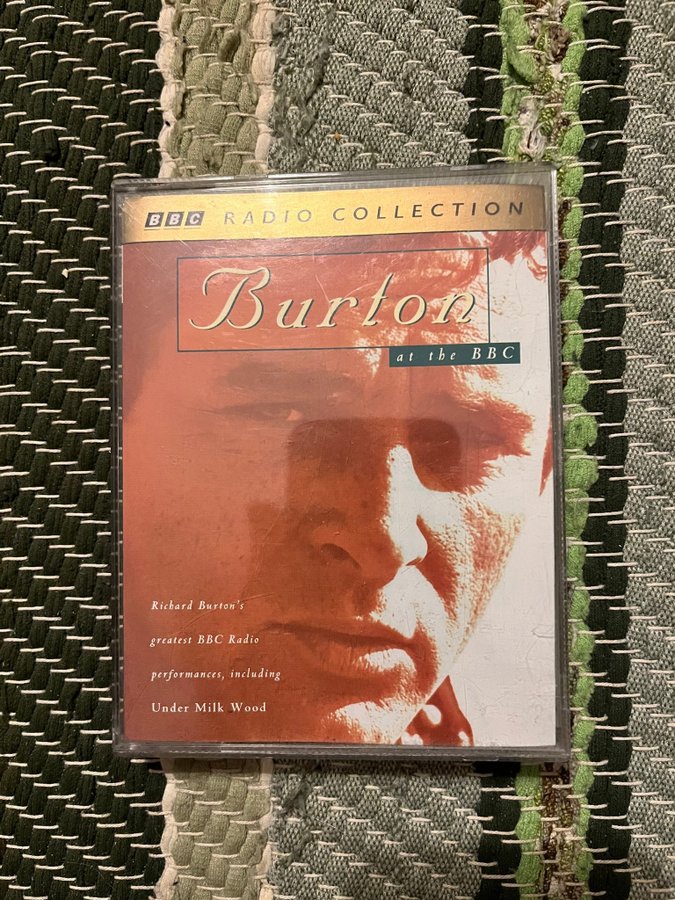 BBC RADIO COLLECTION
Burton
at the BBC
Richard Burton's
greatest BBC Radio
performances, including
Under Milk Wood